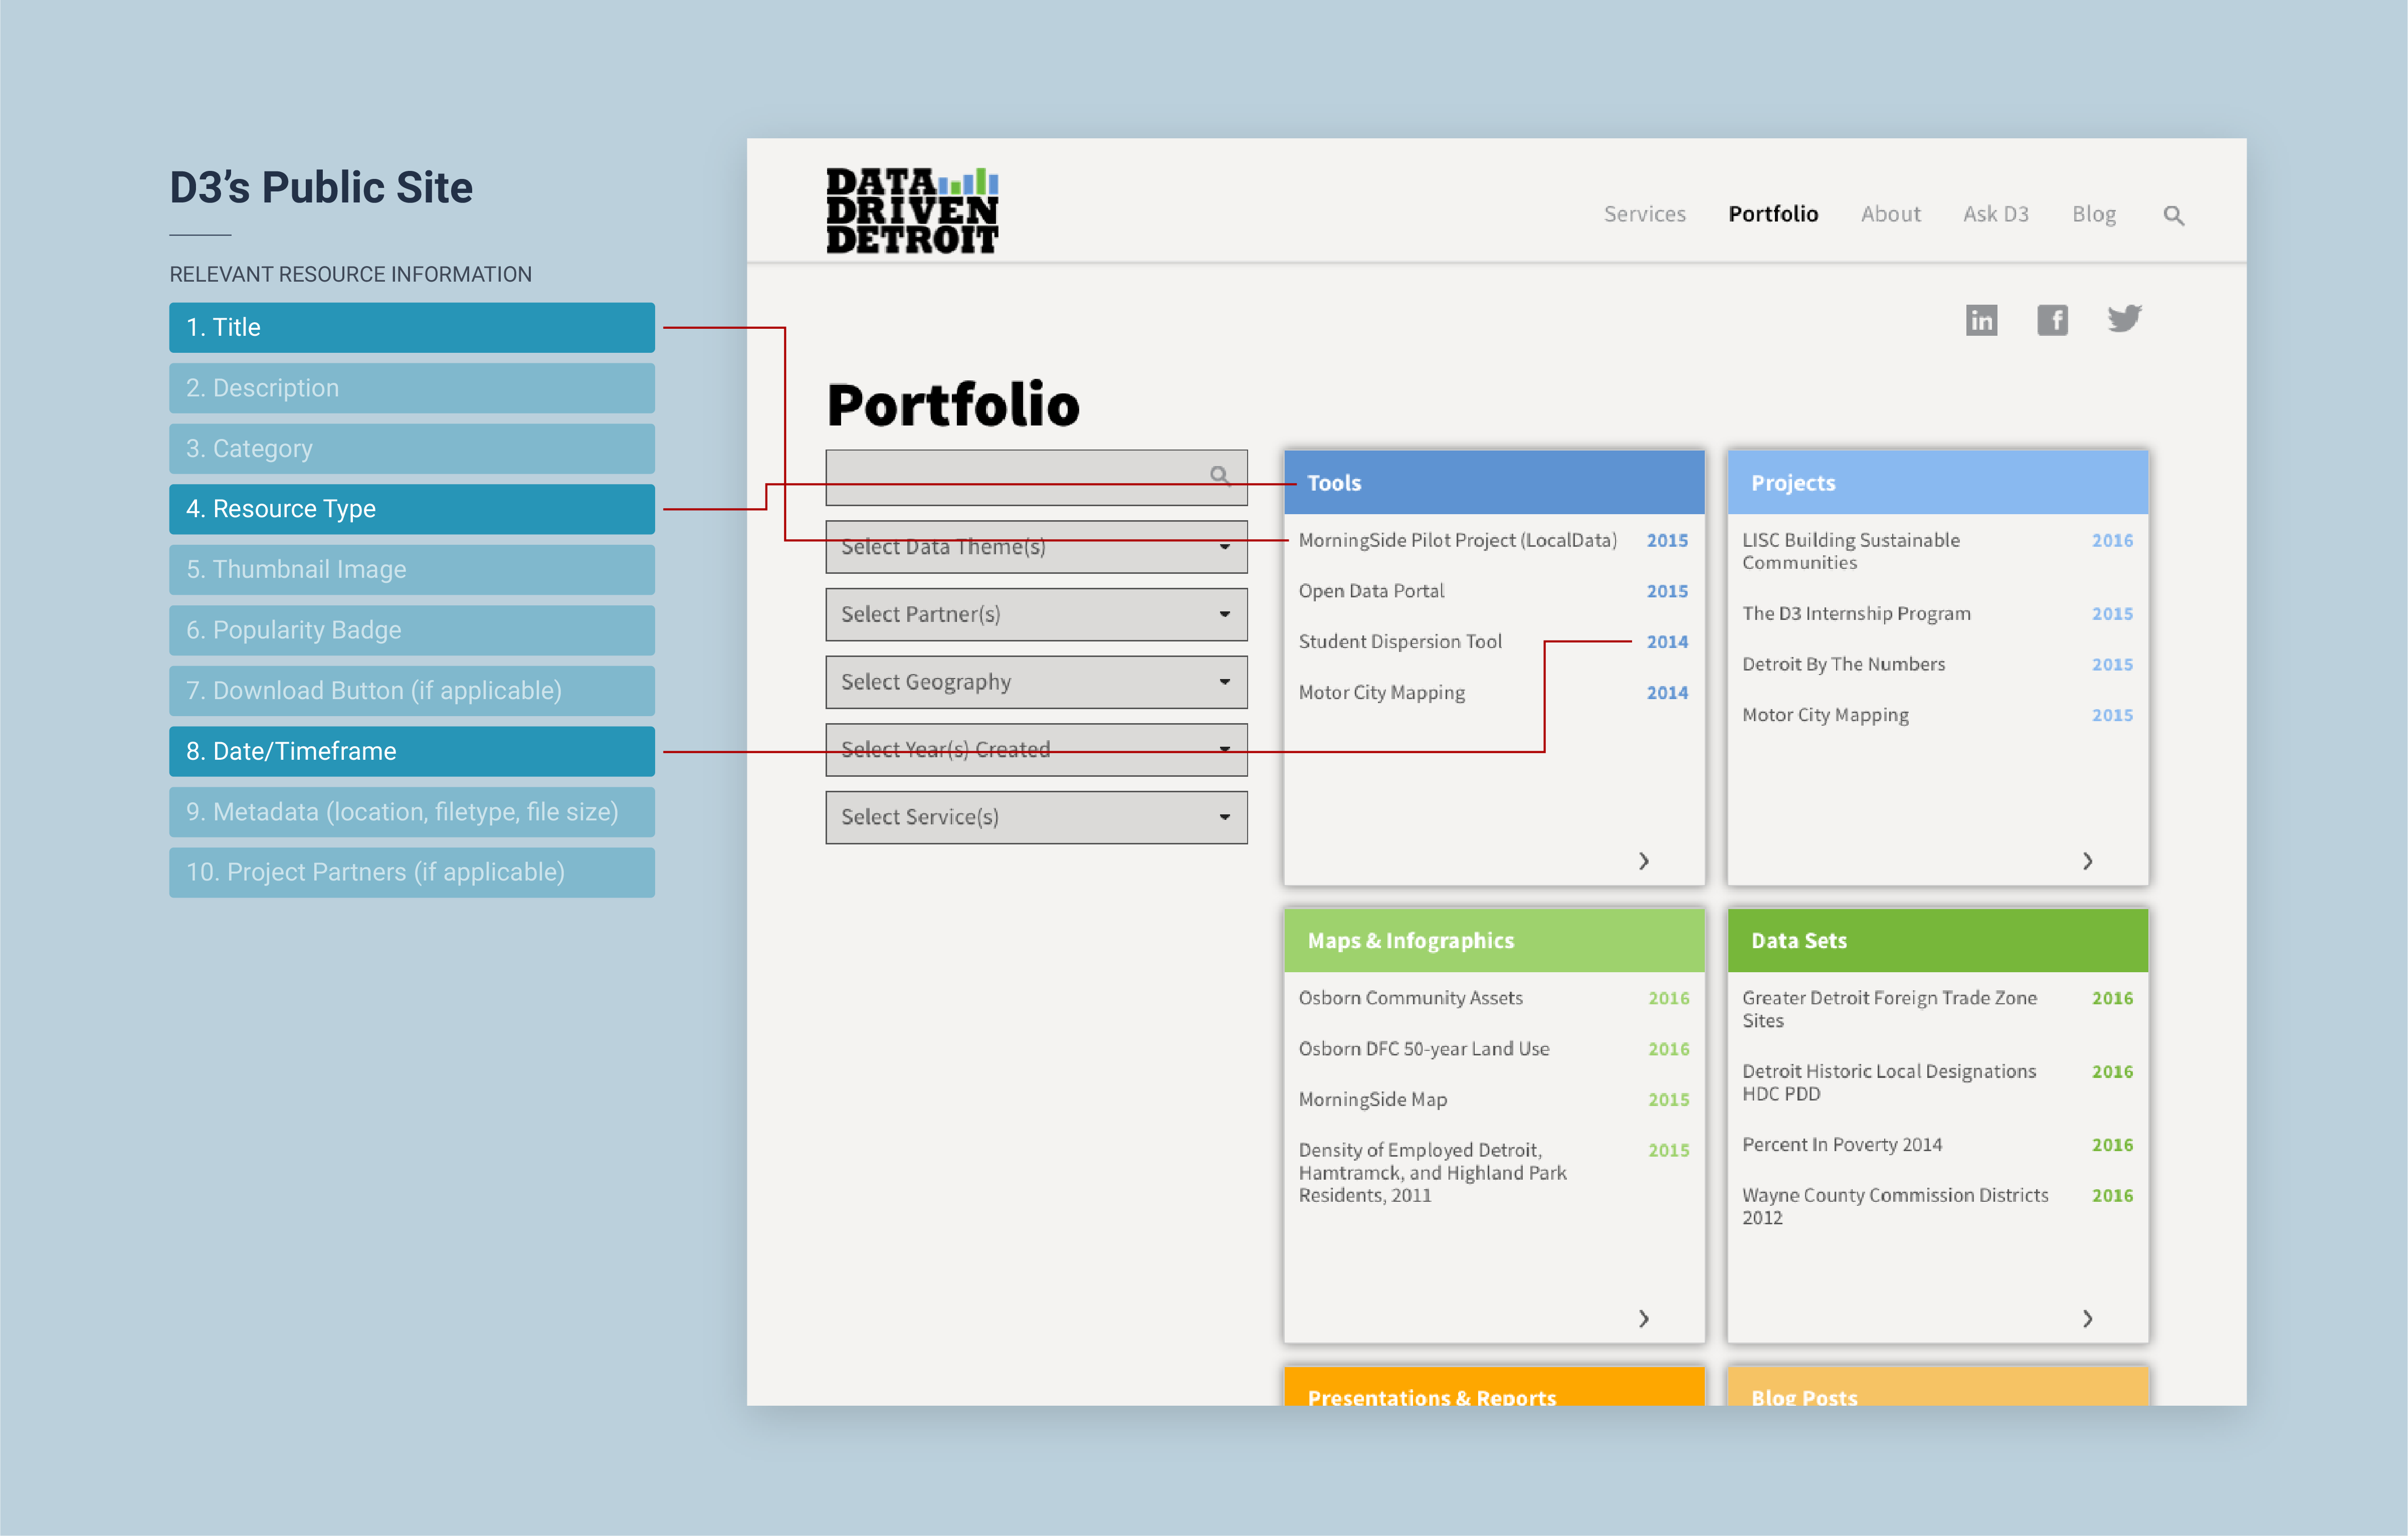 D3’s Public Site
RELEVANT RESOURCE INFORMATION
1. Title
2. Description
3. Category
4. Resource Type
5. Thumbnail Image
6. Popularity Badge
7. Download Button (if applicable)
8. Date/Timeframe
9. Metadata (location, filetype, file size)
10. Project Partners (if applicable)
DATA
DRIVEN
DETROIT
Services Portfolio About Ask D3 Blog
in f
Portfolio
Select Data Theme(s)
Select Partner(s)
Select Geography
Select Year(s) Created
Select Service(s)
Tools
MorningSide Pilot Project (LocalData) 2015
Open Data Portal 2015
Student Dispersion Tool 2014
Motor City Mapping 2014
Projects
LISC Building Sustainable 2016
Communities
The D3 Internship Program 2015
Detroit By The Numbers 2015
Motor City Mapping 2015
Maps & Infographics
Osborn Community Assets 2016
Osborn DFC 50-year Land Use 2016
MorningSide Map 2015
Density of Employed Detroit, 2015
Hamtramck, and Highland Park
Residents, 2011
Data Sets
Greater Detroit Foreign Trade Zone 2016
Sites
Detroit Historic Local Designations 2016
HDC PDD
Percent In Poverty 2014 2016
Wayne County Commission Districts 2016
2012
Presentations & Reports
Blog Posts